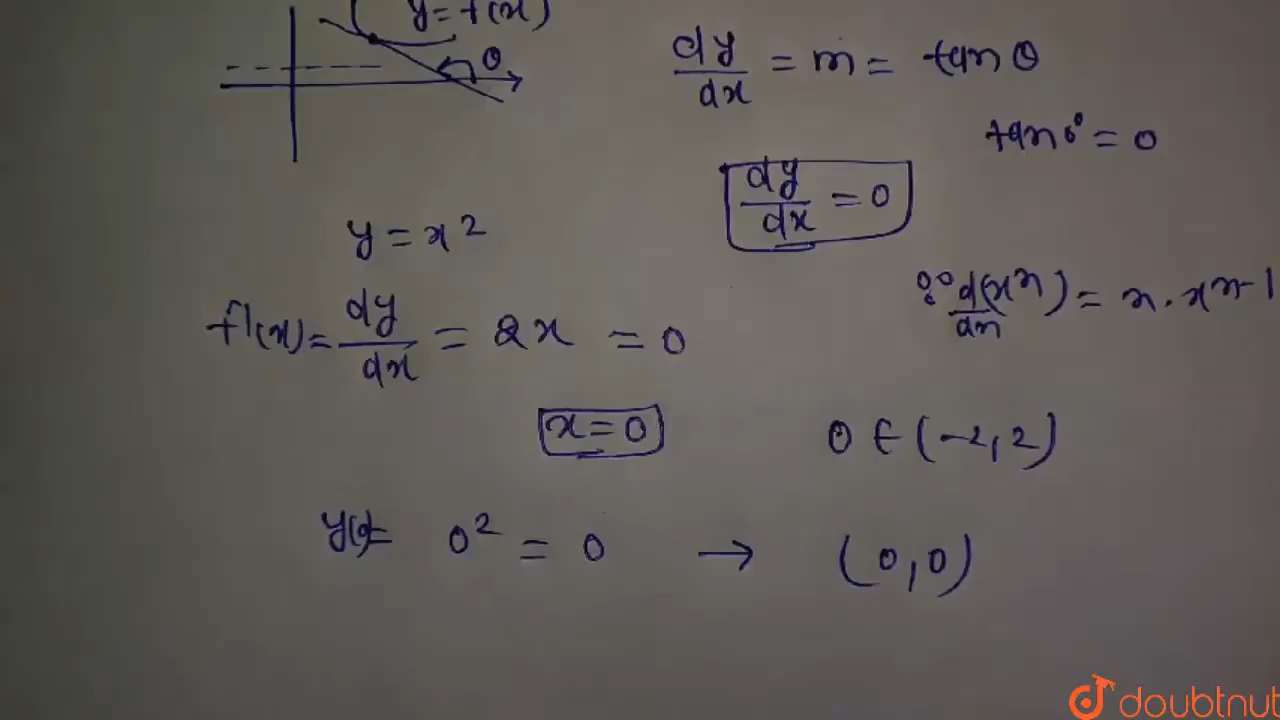 y = f(x)
θ
dy/dx = m = tan θ
tan 0° = 0
dy/dx = 0
y = x²
f'(x) = dy/dx = 2x = 0
∵ d(xⁿ)/dx = n · xⁿ⁻¹
x = 0
0 ∈ (-2, 2)
y(0) = 0² = 0 → (0, 0)
doubtnut